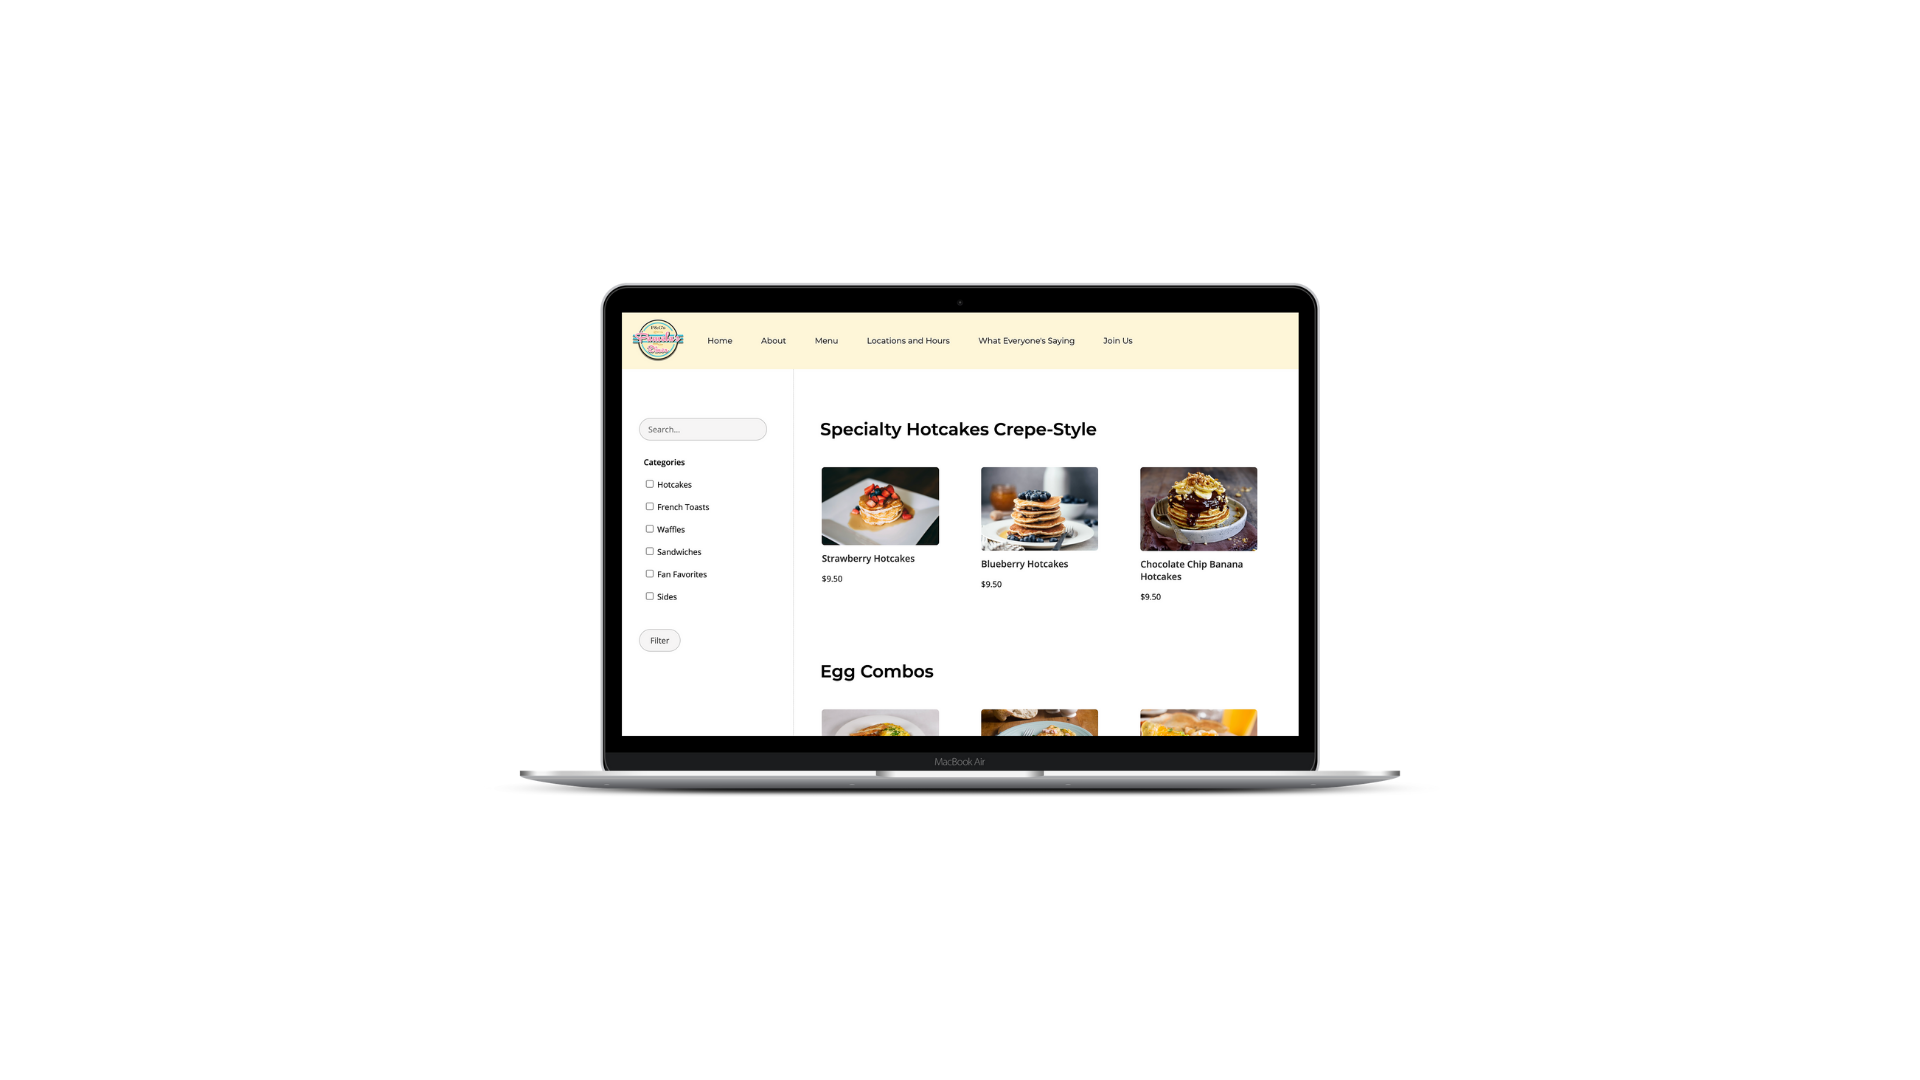 Home About Menu Locations and Hours What Everyone's Saying Join Us
Search...
Categories
Hotcakes
French Toasts
Waffles
Sandwiches
Fan Favorites
Sides
Filter
Specialty Hotcakes Crepe-Style
Strawberry Hotcakes
$9.50
Blueberry Hotcakes
$9.50
Chocolate Chip Banana
Hotcakes
$9.50
Egg Combos
MacBook Air